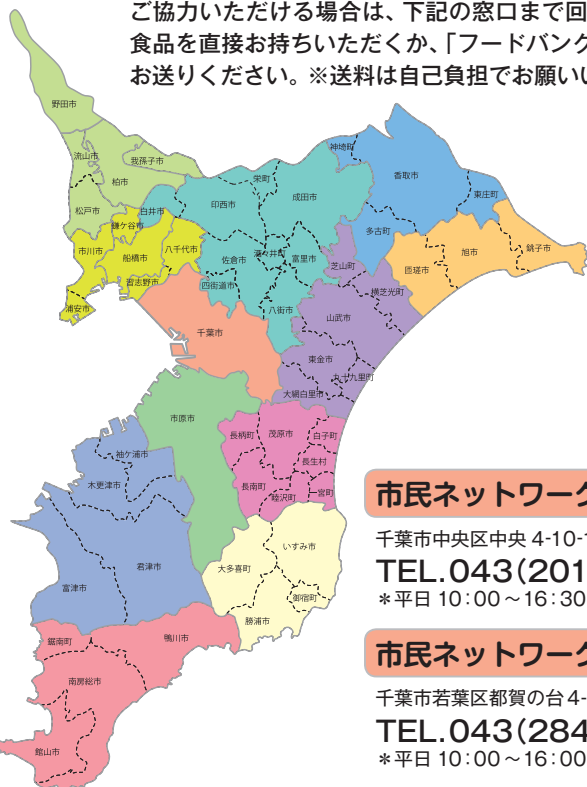 ご協力いただける場合は、下記の窓口まで回
食品を直接お持ちいただくか、「フードバンク
お送りください。※送料は自己負担でお願いい
野田市
流山市
我孫子市
柏市
松戸市
鎌ケ谷市
白井市
市川市
船橋市
八千代市
習志野市
浦安市
印西市
栄町
成田市
佐倉市
酒々井町
富里市
四街道市
八街市
神崎町
香取市
東庄町
多古町
芝山町
横芝光町
匝瑳市
旭市
銚子市
山武市
東金市
九十九里町
大網白里市
千葉市
市原市
長柄町
茂原市
白子町
長生村
長南町
睦沢町
一宮町
袖ケ浦市
木更津市
君津市
富津市
いすみ市
大多喜町
御宿町
勝浦市
鋸南町
鴨川市
南房総市
館山市
市民ネットワーク
千葉市中央区中央 4-10-1
TEL.043(201
＊平日 10:00～16:30
市民ネットワーク
千葉市若葉区都賀の台 4-
TEL.043(284
＊平日 10:00～16:00